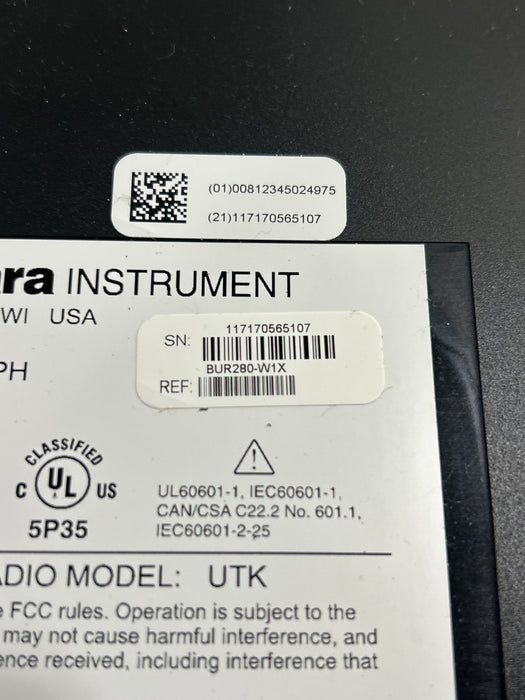 (01)00812345024975
(21)117170565107
ara INSTRUMENT
WI USA
117170565107
SN:
BUR280-W1X
REF:
PH
CLASSIFIED
C UL US
5P35
UL60601-1, IEC60601-1,
CAN/CSA C22.2 No. 601.1,
IEC60601-2-25
ADIO MODEL: UTK
e FCC rules. Operation is subject to the
may not cause harmful interference, and
ence received, including interference that